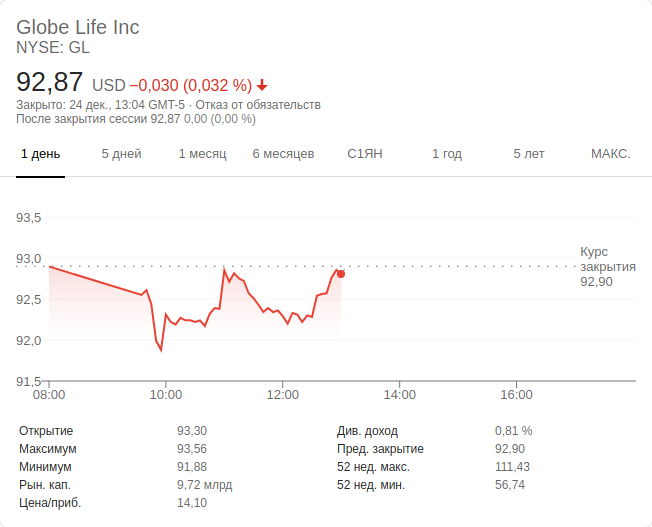 Globe Life Inc
NYSE: GL
92,87 USD −0,030 (0,032 %)
Закрыто: 24 дек., 13:04 GMT-5 · Отказ от обязательств
После закрытия сессии 92,87 0,00 (0,00 %)
1 день 5 дней 1 месяц 6 месяцев С1ЯН 1 год 5 лет МАКС.
93,5
93,0
92,5
92,0
91,5
Курс
закрытия
92,90
08:00 10:00 12:00 14:00 16:00
Открытие 93,30 Див. доход 0,81 %
Максимум 93,56 Пред. закрытие 92,90
Минимум 91,88 52 нед. макс. 111,43
Рын. кап. 9,72 млрд 52 нед. мин. 56,74
Цена/приб. 14,10